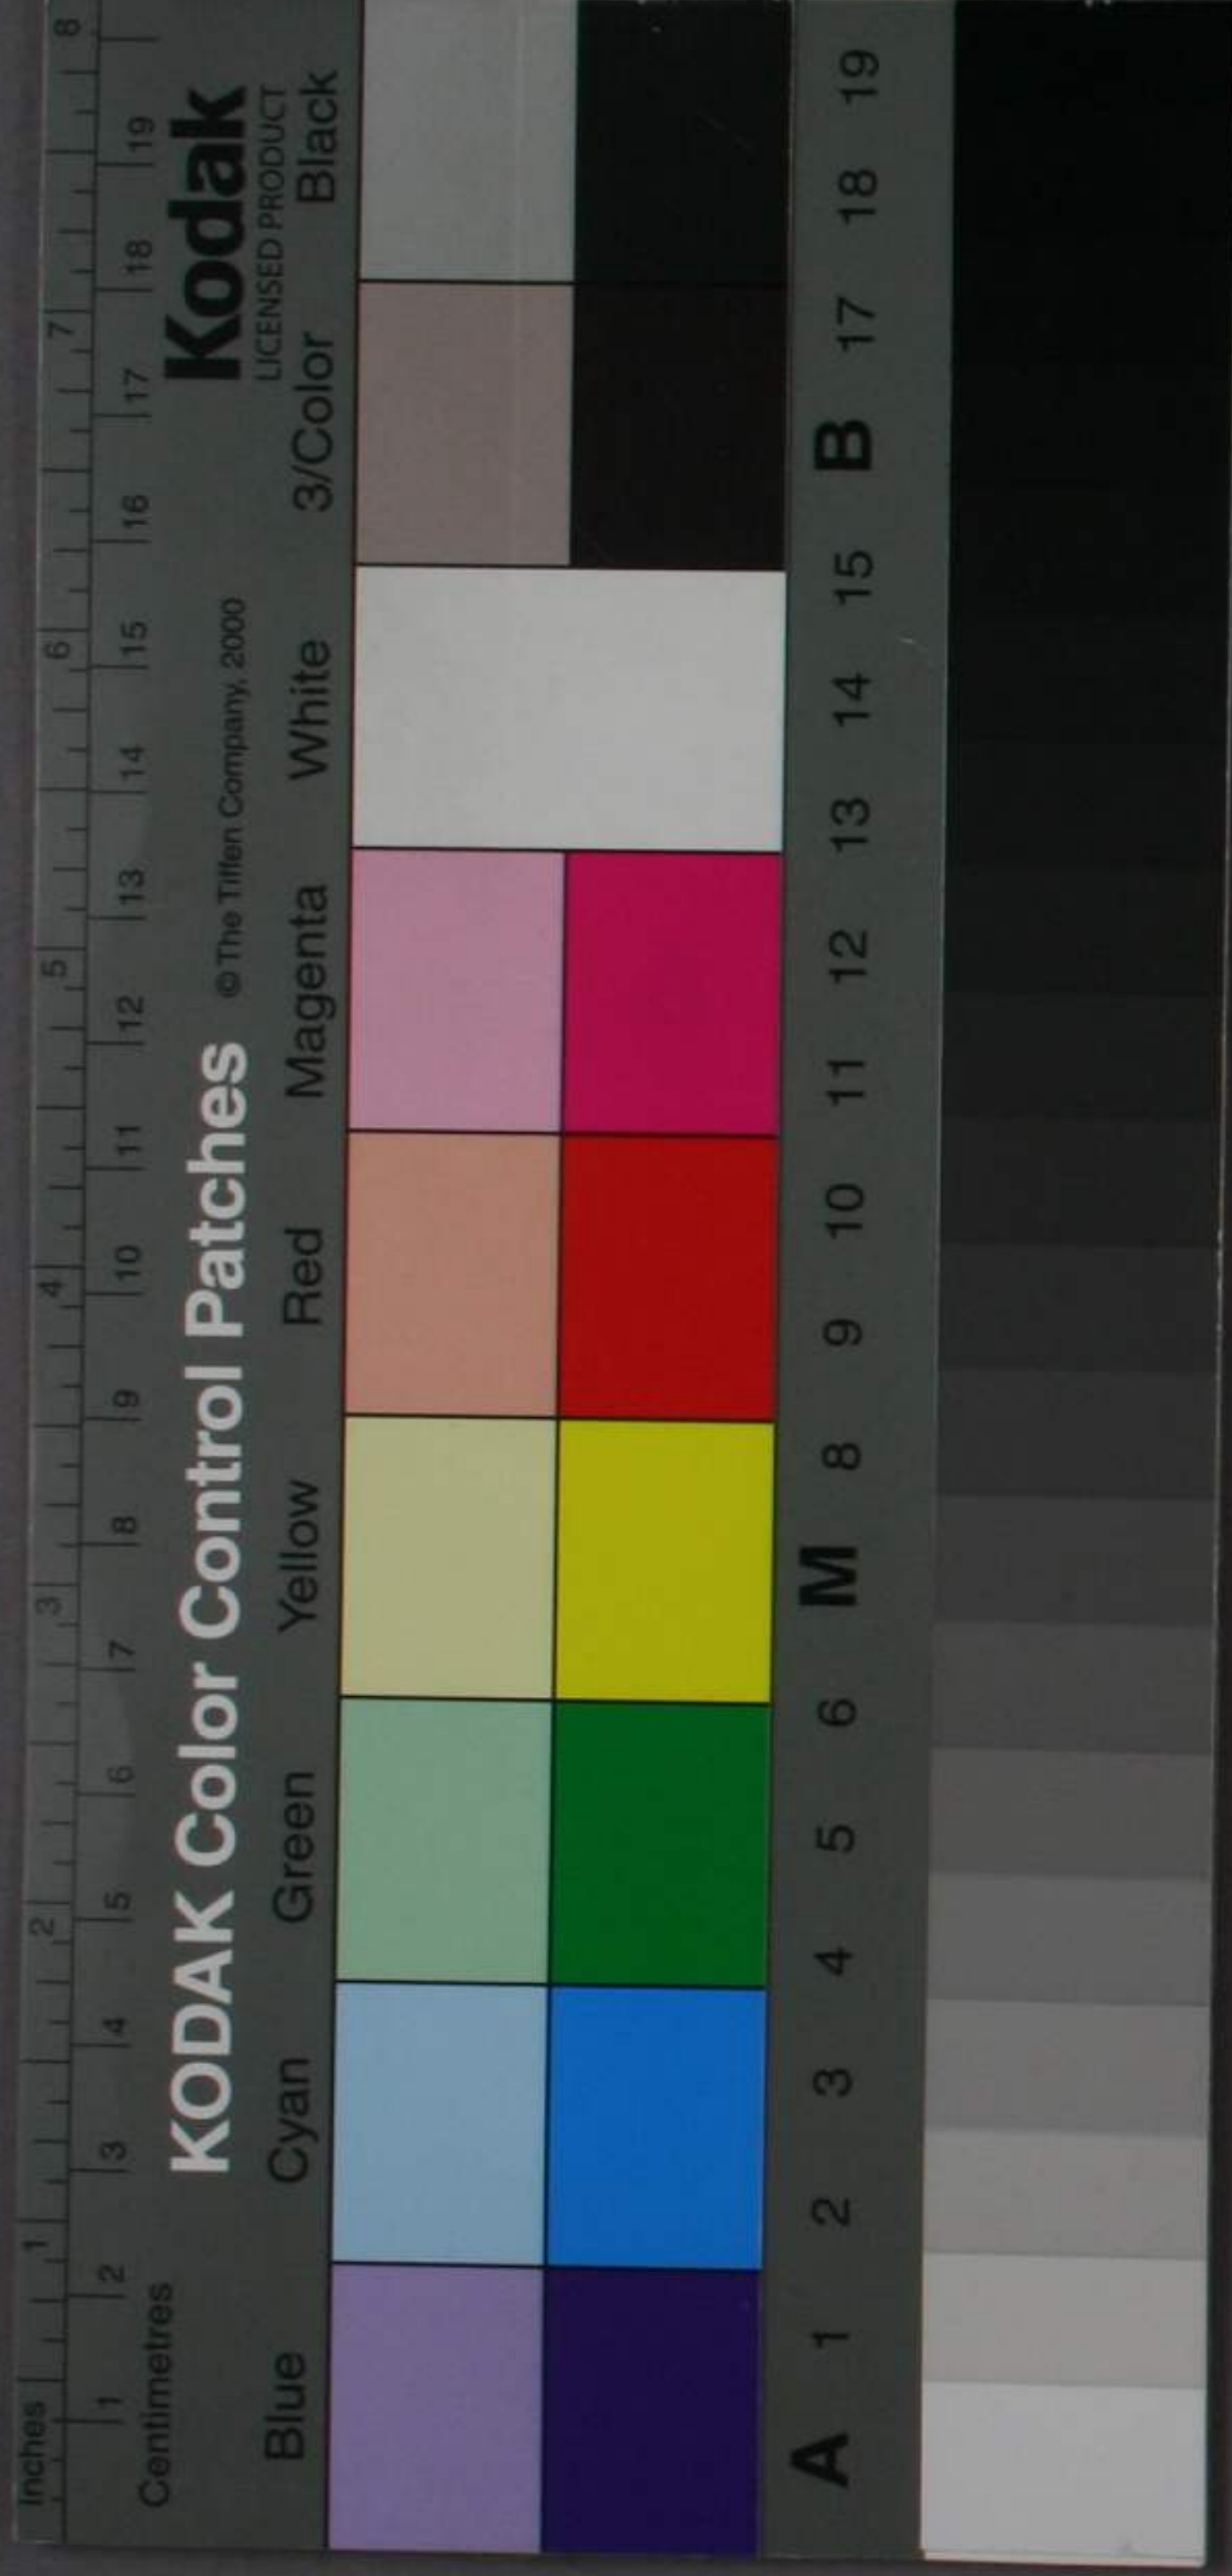 Inches 1 2 3 4 5 6 7 8
Centimetres 1 2 3 4 5 6 7 8 9 10 11 12 13 14 15 16 17 18 19
KODAK Color Control Patches © The Tiffen Company, 2000 Kodak
LICENSED PRODUCT
Blue Cyan Green Yellow Red Magenta White 3/Color Black
A 1 2 3 4 5 6 M 8 9 10 11 12 13 14 15 B 17 18 19